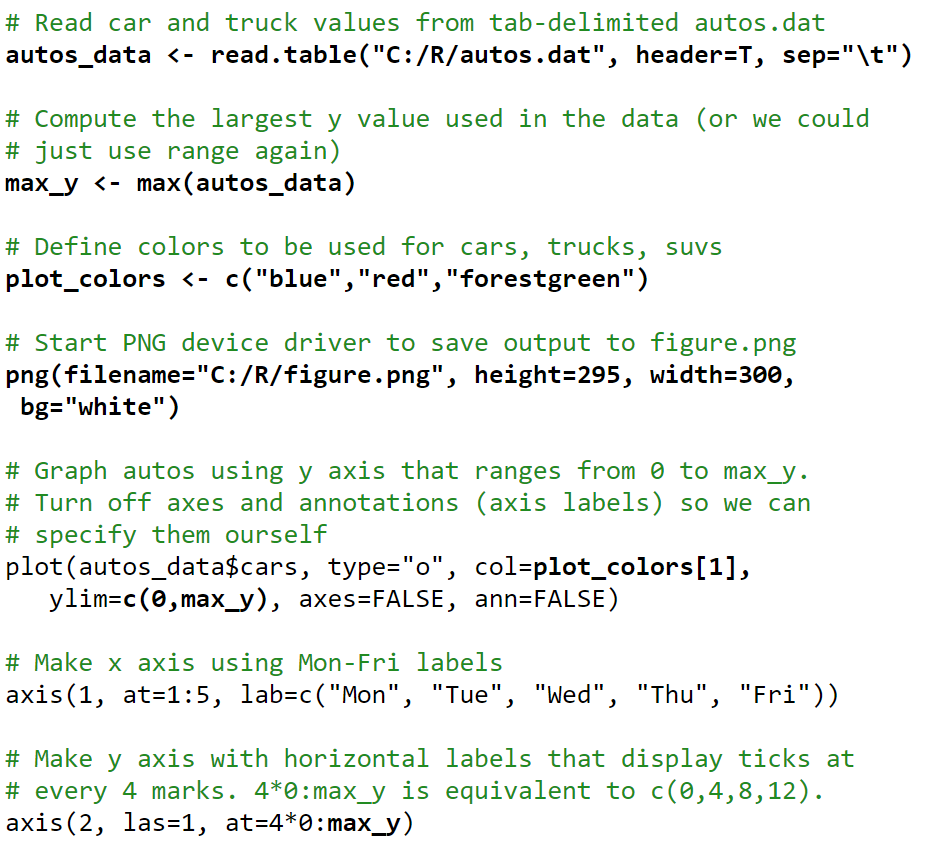 # Read car and truck values from tab-delimited autos.dat
autos_data <- read.table("C:/R/autos.dat", header=T, sep="\t")
# Compute the largest y value used in the data (or we could
# just use range again)
max_y <- max(autos_data)
# Define colors to be used for cars, trucks, suvs
plot_colors <- c("blue","red","forestgreen")
# Start PNG device driver to save output to figure.png
png(filename="C:/R/figure.png", height=295, width=300,
 bg="white")
# Graph autos using y axis that ranges from 0 to max_y.
# Turn off axes and annotations (axis labels) so we can
# specify them ourself
plot(autos_data$cars, type="o", col=plot_colors[1],
   ylim=c(0,max_y), axes=FALSE, ann=FALSE)
# Make x axis using Mon-Fri labels
axis(1, at=1:5, lab=c("Mon", "Tue", "Wed", "Thu", "Fri"))
# Make y axis with horizontal labels that display ticks at
# every 4 marks. 4*0:max_y is equivalent to c(0,4,8,12).
axis(2, las=1, at=4*0:max_y)